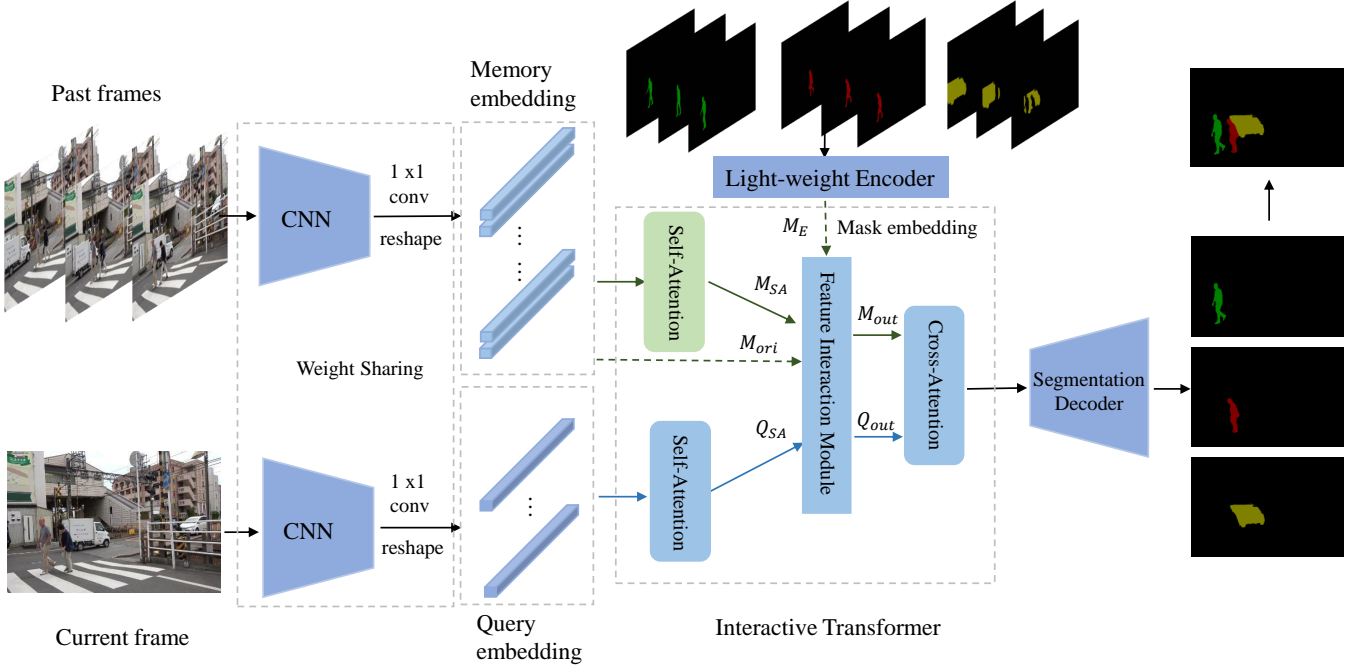 Past frames
Memory
embedding
CNN
1 x1
conv
reshape
Light-weight Encoder
M_E
Mask embedding
Self-Attention
M_SA
M_ori
Feature Interaction Module
M_out
Cross-Attention
Weight Sharing
Segmentation
Decoder
Q_SA
Q_out
Self-Attention
CNN
1 x1
conv
reshape
Current frame
Query
embedding
Interactive Transformer